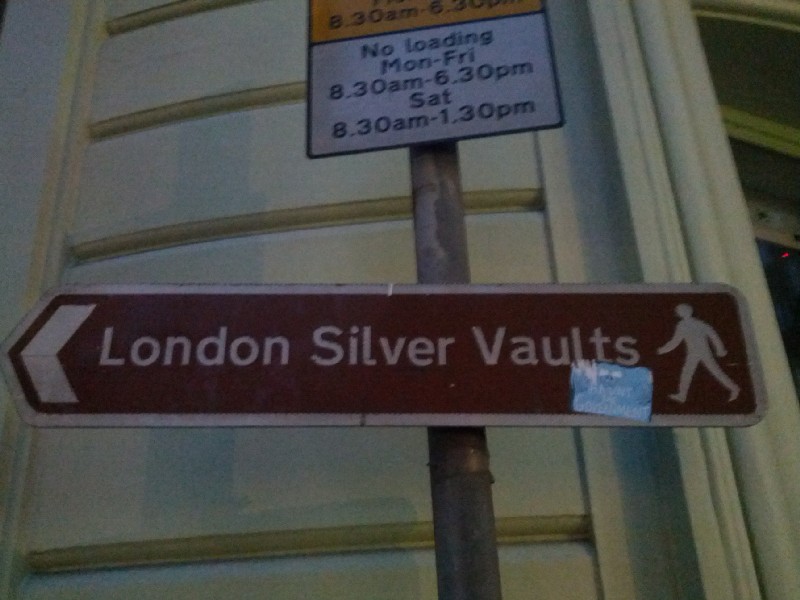 8.30am-6.30pm
No loading
Mon-Fri
8.30am-6.30pm
Sat
8.30am-1.30pm
London Silver Vaults